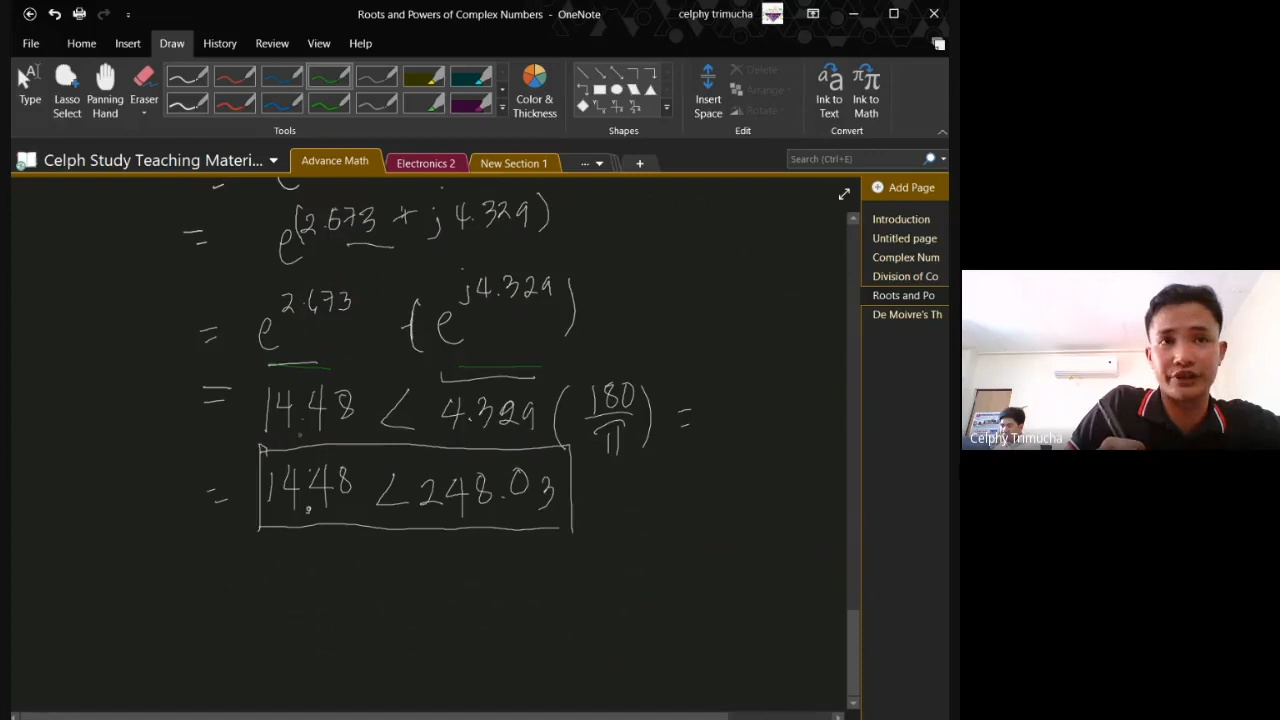 Roots and Powers of Complex Numbers - OneNote
celphy trimucha
File Home Insert Draw History Review View Help
Type
Lasso Select
Panning Hand
Eraser
Color & Thickness
Insert Space
Delete
Arrange
Rotate
Ink to Text
Ink to Math
Tools
Shapes
Edit
Convert
Celph Study Teaching Materi...
Advance Math
Electronics 2
New Section 1
...
+
Search (Ctrl+E)
Add Page
Introduction
Untitled page
Complex Num
Division of Co
Roots and Po
De Moivre's Th
= e^(2.673 + j4.329)
= e^2.673 (e^j4.329)
= 14.48 < 4.329 (180/π) =
= 14.48 < 248.03
Celphy Trimucha